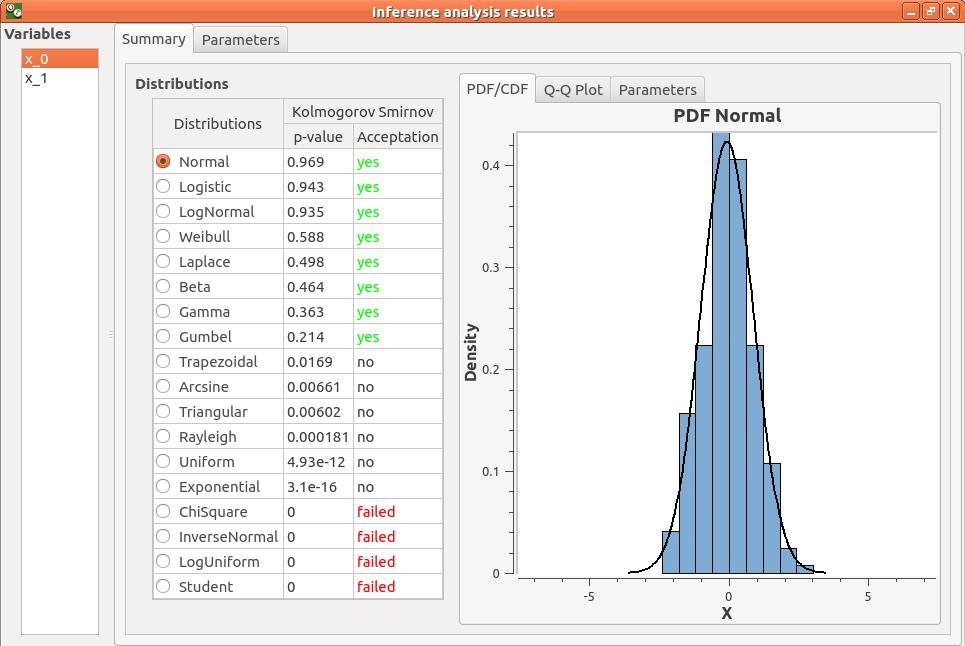 Inference analysis results
Variables
x_0
x_1
Summary
Parameters
Distributions
Distributions
Kolmogorov Smirnov
p-value
Acceptation
Normal 0.969 yes
Logistic 0.943 yes
LogNormal 0.935 yes
Weibull 0.588 yes
Laplace 0.498 yes
Beta 0.464 yes
Gamma 0.363 yes
Gumbel 0.214 yes
Trapezoidal 0.0169 no
Arcsine 0.00661 no
Triangular 0.00602 no
Rayleigh 0.000181 no
Uniform 4.93e-12 no
Exponential 3.1e-16 no
ChiSquare 0 failed
InverseNormal 0 failed
LogUniform 0 failed
Student 0 failed
PDF/CDF
Q-Q Plot
Parameters
PDF Normal
Density
0.4
0.3
0.2
0.1
0
-5 0 5
X